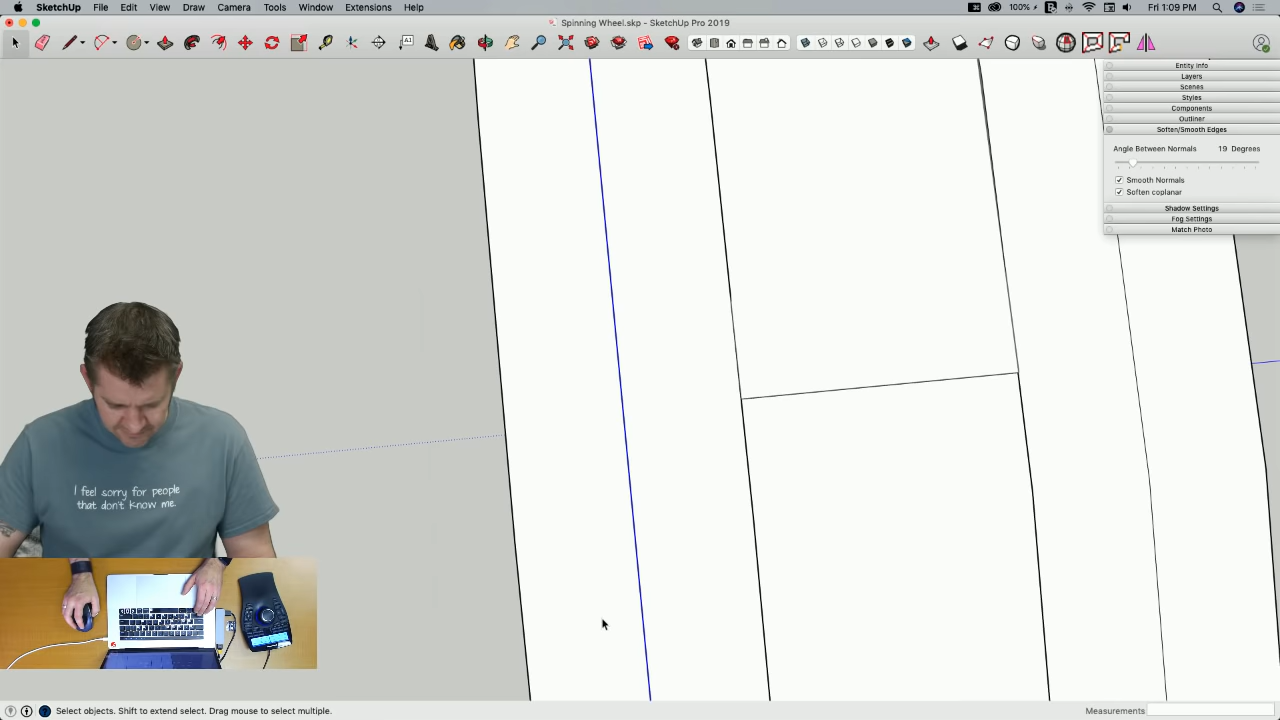 SketchUp File Edit View Draw Camera Tools Window Extensions Help
100% Fri 1:09 PM
Spinning Wheel.skp - SketchUp Pro 2019
A1
Entity Info
Layers
Scenes
Styles
Components
Outliner
Soften/Smooth Edges
Angle Between Normals 19 Degrees
Smooth Normals
Soften coplanar
Shadow Settings
Fog Settings
Match Photo
I feel sorry for people
that don't know me.
Select objects. Shift to extend select. Drag mouse to select multiple.
Measurements